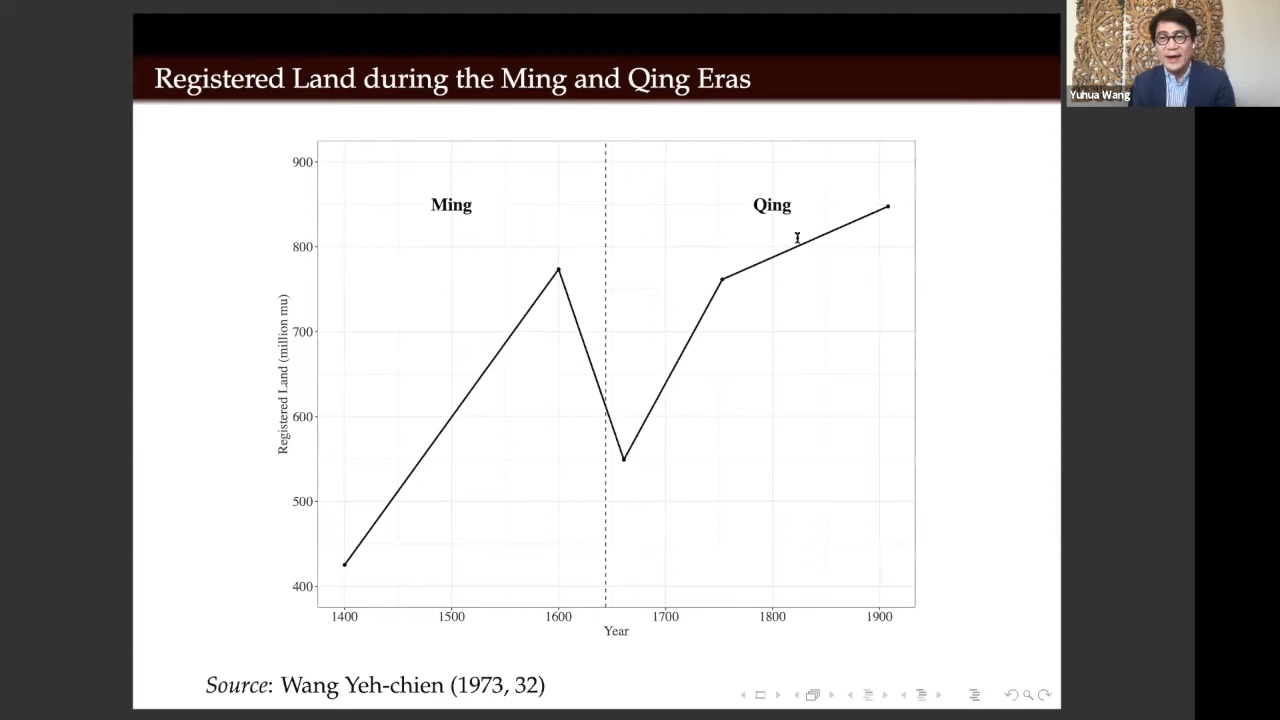 Registered Land during the Ming and Qing Eras
Yuhua Wang
900
800
700
600
500
400
Registered Land (million mu)
Ming
Qing
1400 1500 1600 1700 1800 1900
Year
Source: Wang Yeh-chien (1973, 32)